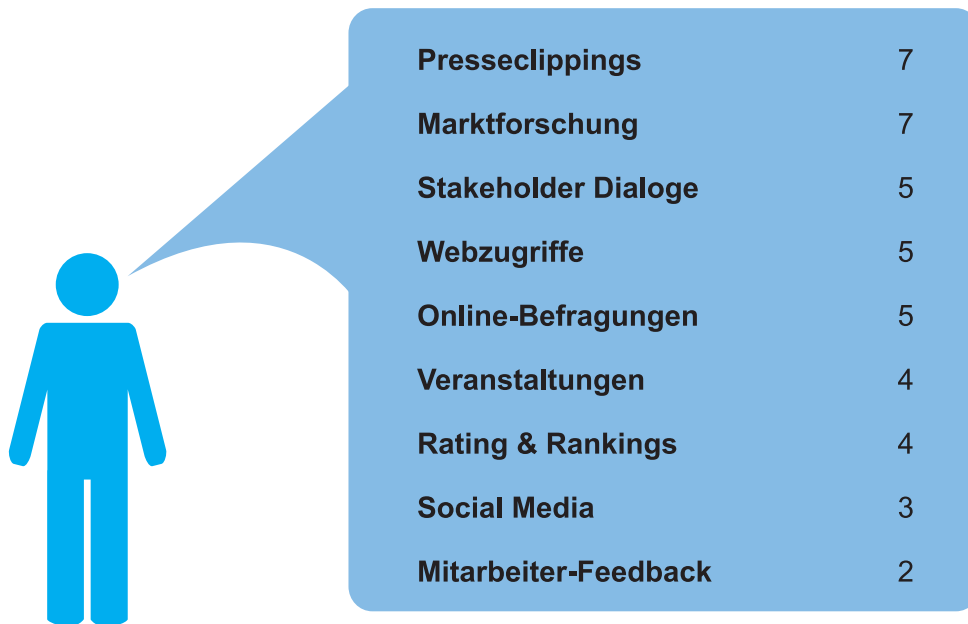 Presseclippings 7
Marktforschung 7
Stakeholder Dialoge 5
Webzugriffe 5
Online-Befragungen 5
Veranstaltungen 4
Rating & Rankings 4
Social Media 3
Mitarbeiter-Feedback 2